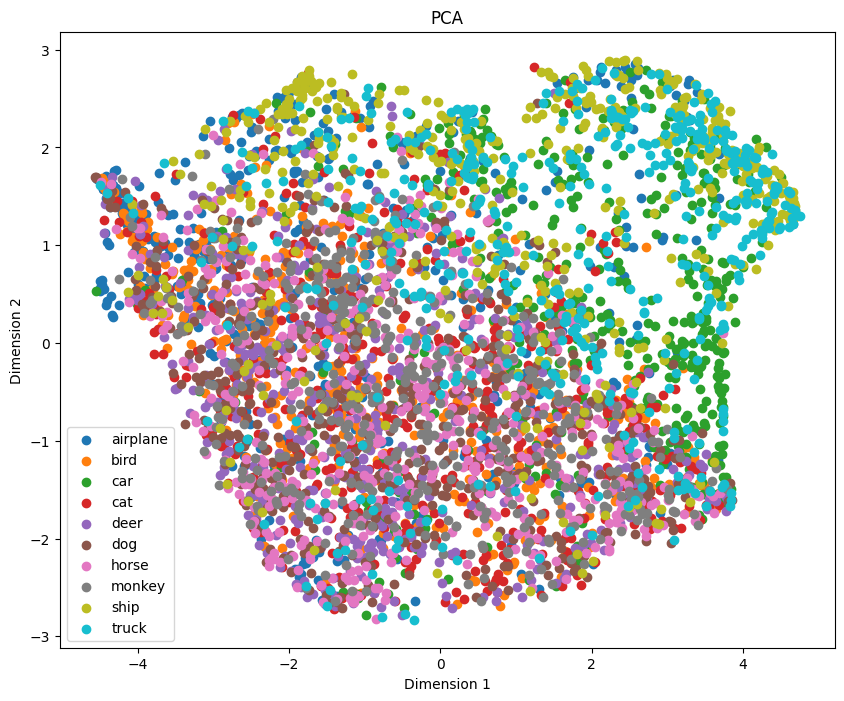 PCA
3
2
1
0
−1
−2
−3
Dimension 2
airplane
bird
car
cat
deer
dog
horse
monkey
ship
truck
−4
−2
0
2
4
Dimension 1